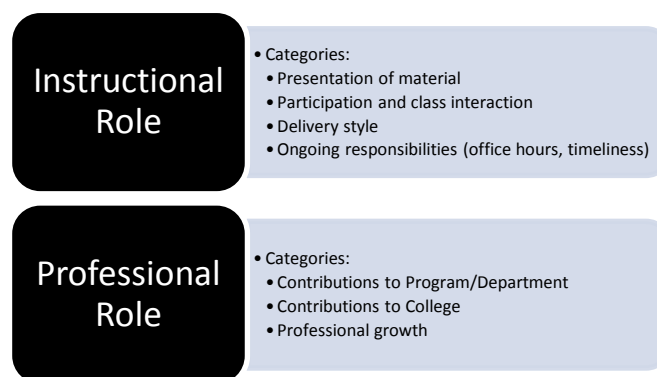 Instructional
Role
• Categories:
• Presentation of material
• Participation and class interaction
• Delivery style
• Ongoing responsibilities (office hours, timeliness)
Professional
Role
• Categories:
• Contributions to Program/Department
• Contributions to College
• Professional growth